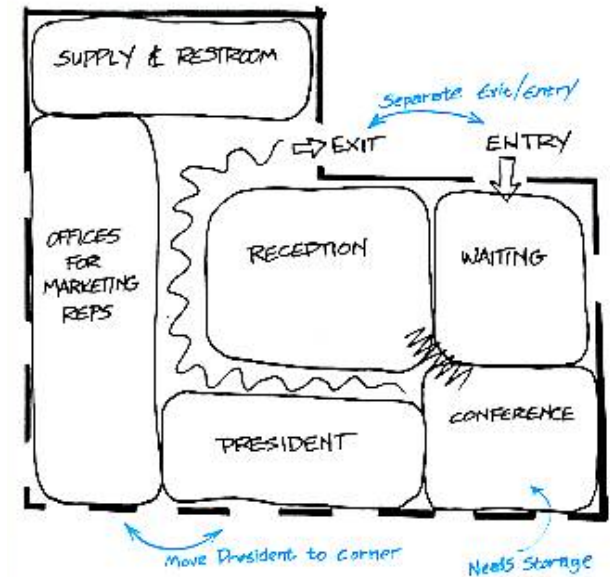 SUPPLY & RESTROOM
Separate Exit/Entry
EXIT
ENTRY
OFFICES
FOR
MARKETING
REPS
RECEPTION
WAITING
CONFERENCE
PRESIDENT
Move President to corner
Needs Storage